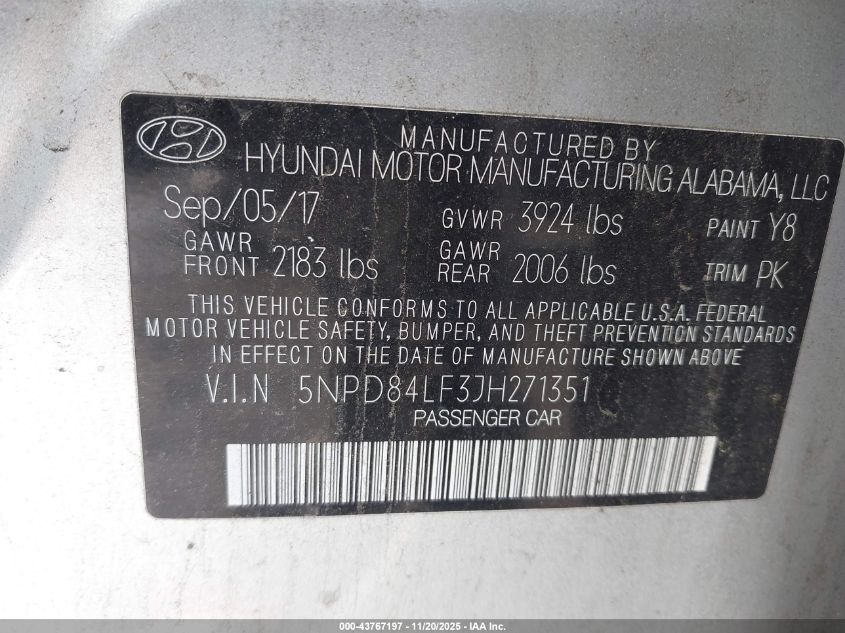 MANUFACTURED BY
HYUNDAI MOTOR MANUFACTURING ALABAMA, LLC
Sep/05/17 GVWR 3924 lbs PAINT Y8
GAWR FRONT 2183 lbs GAWR REAR 2006 lbs TRIM PK
THIS VEHICLE CONFORMS TO ALL APPLICABLE U.S.A. FEDERAL
MOTOR VEHICLE SAFETY, BUMPER, AND THEFT PREVENTION STANDARDS
IN EFFECT ON THE DATE OF MANUFACTURE SHOWN ABOVE
V.I.N 5NPD84LF3JH271351
PASSENGER CAR
000-43767197 - 11/20/2025 - IAA Inc.